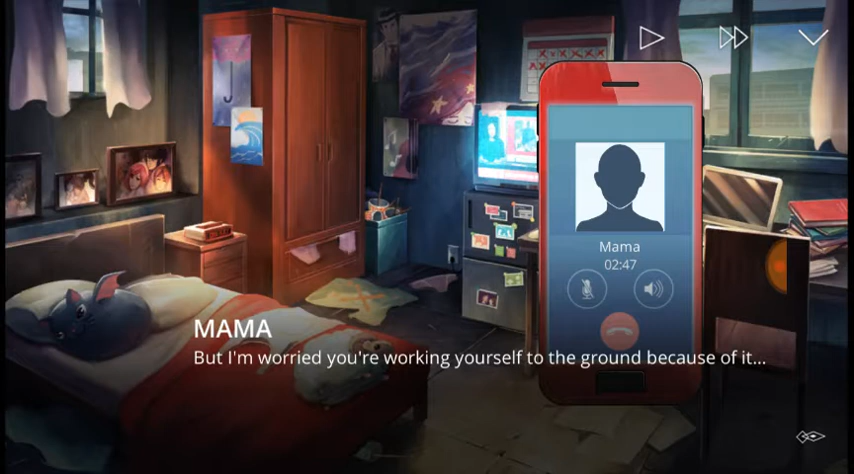 Mama
02:47
MAMA
But I'm worried you're working yourself to the ground because of it...